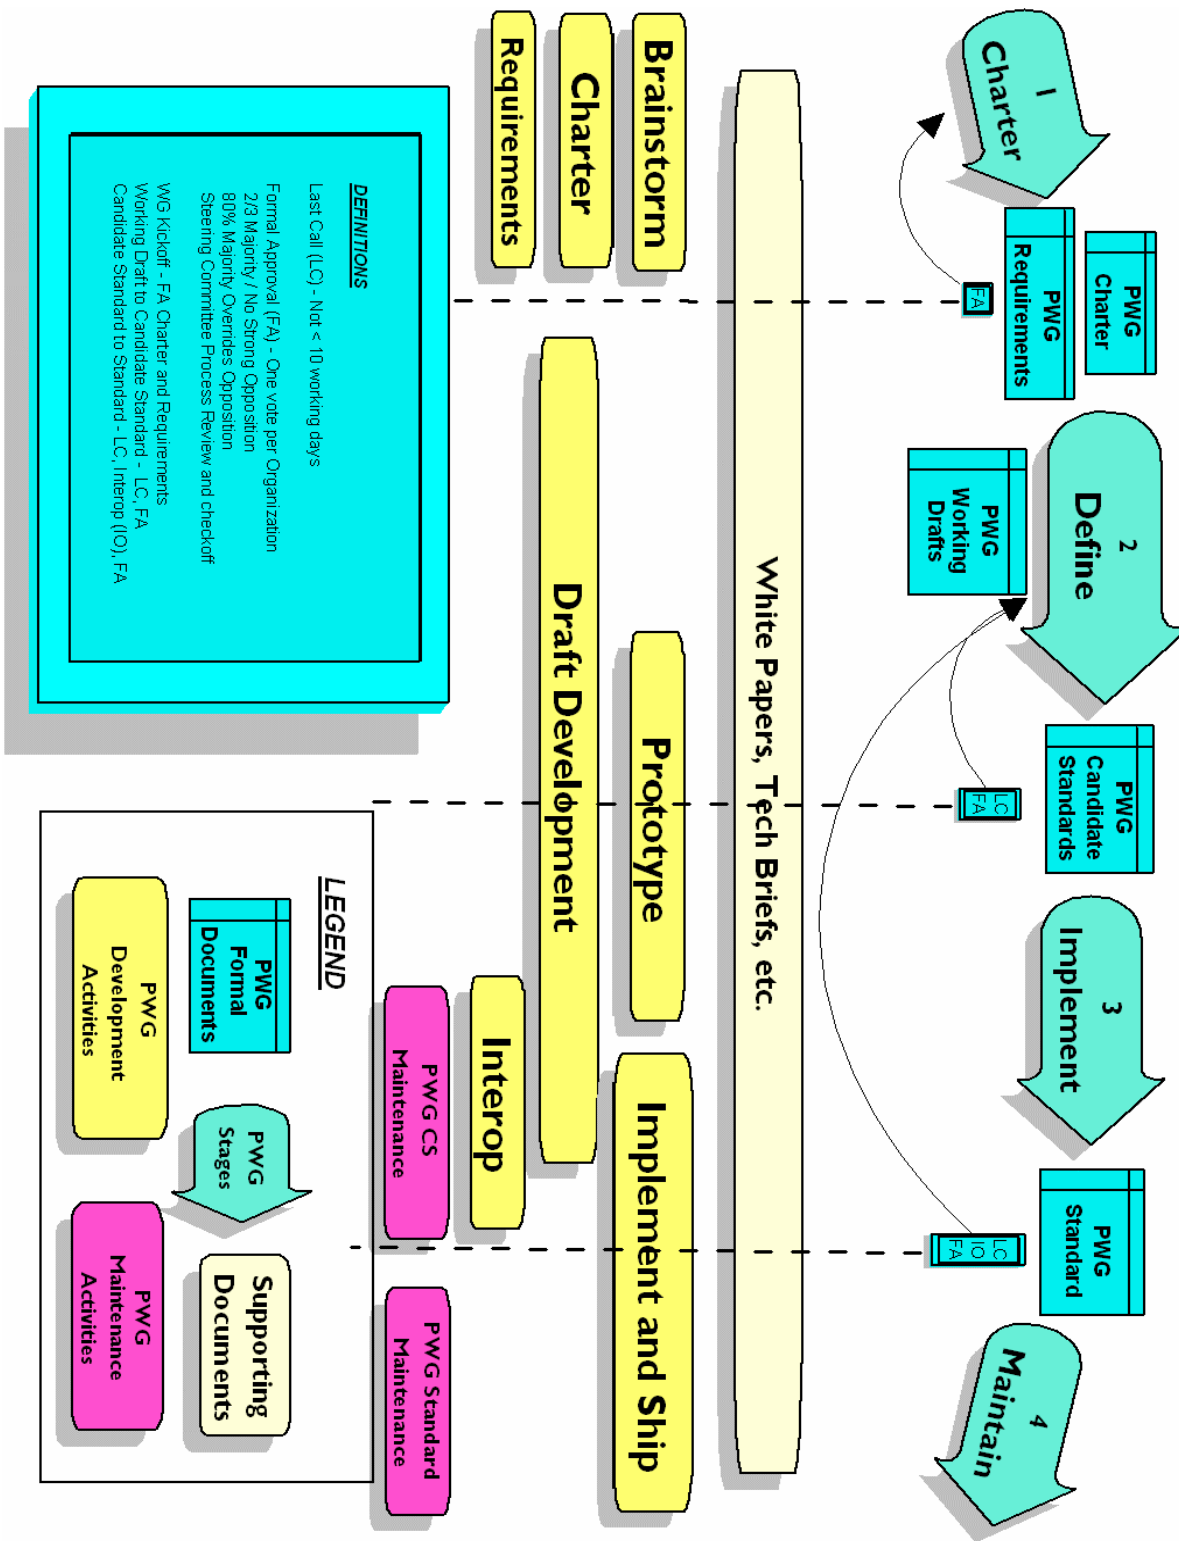 1
Charter
PWG
Charter
PWG
Requirements
FA
2
Define
PWG
Working
Drafts
PWG
Candidate
Standards
LC
FA
3
Implement
PWG
Standard
LC
IO
FA
4
Maintain
White Papers, Tech Briefs, etc.
Brainstorm
Charter
Requirements
Prototype
Draft Development
Implement and Ship
Interop
PWG CS
Maintenance
PWG Standard
Maintenance
DEFINITIONS
Last Call (LC) - Not < 10 working days
Formal Approval (FA) - One vote per Organization
2/3 Majority / No Strong Opposition
80% Majority Overrides Opposition
Steering Committee Process Review and checkoff
WG Kickoff - FA Charter and Requirements
Working Draft to Candidate Standard - LC, FA
Candidate Standard to Standard - LC, Interop (IO), FA
LEGEND
PWG
Formal
Documents
PWG
Stages
Supporting
Documents
PWG
Development
Activities
PWG
Maintenance
Activities